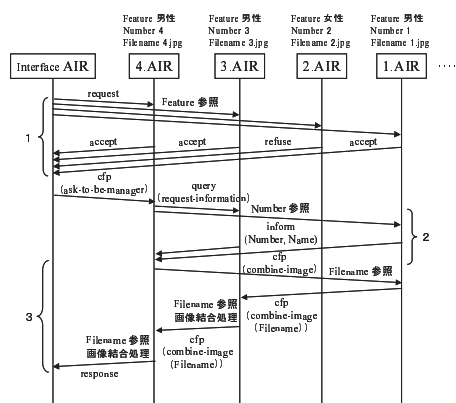 Feature 男性
Number 4
Filename 4.jpg
Feature 男性
Number 3
Filename 3.jpg
Feature 女性
Number 2
Filename 2.jpg
Feature 男性
Number 1
Filename 1.jpg
Interface AIR
4.AIR
3.AIR
2.AIR
1.AIR
request
Feature 参照
1
accept
accept
refuse
accept
cfp
(ask-to-be-manager)
query
(request-information)
Number 参照
inform
(Number, Name)
2
cfp
(combine-image)
Filename 参照
3
Filename 参照
画像結合処理
cfp
(combine-image
(Filename))
Filename 参照
画像結合処理
cfp
(combine-image
(Filename))
response